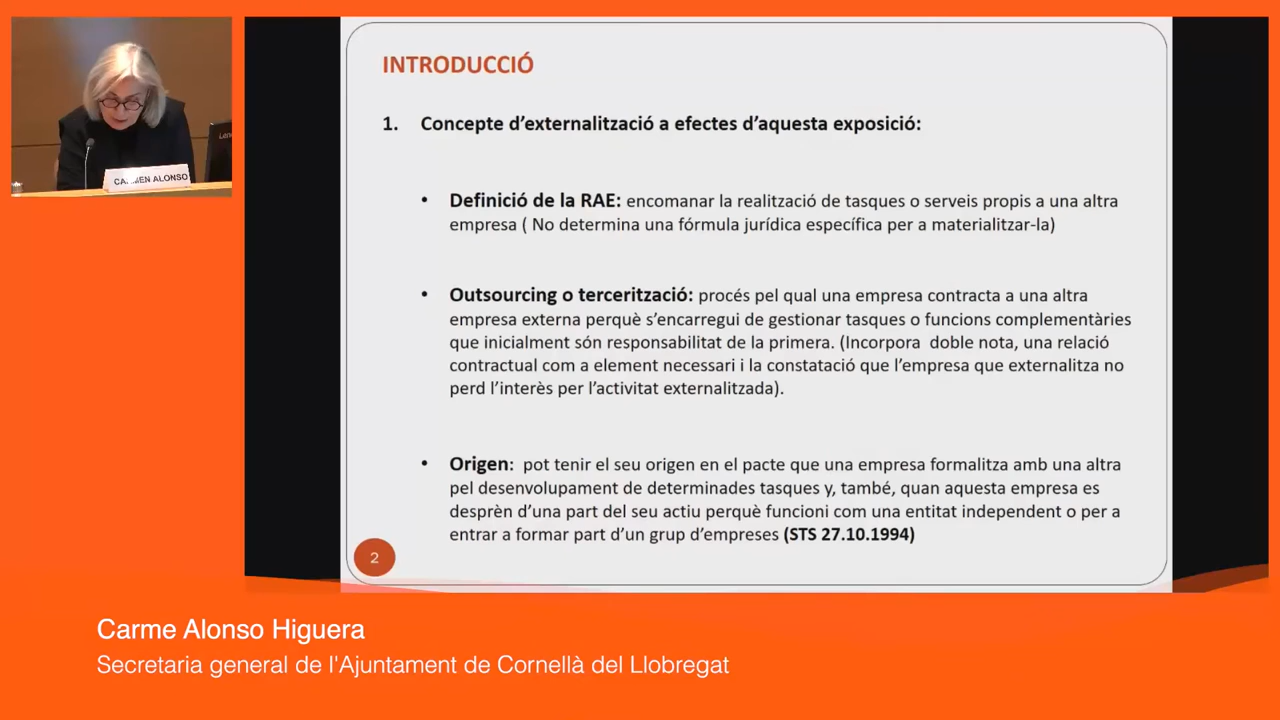 Lenovo
CARMEN ALONSO
INTRODUCCIÓ
1. Concepte d’externalització a efectes d’aquesta exposició:
• Definició de la RAE: encomanar la realització de tasques o serveis propis a una altra
empresa ( No determina una fórmula jurídica específica per a materialitzar-la)
• Outsourcing o tercerització: procés pel qual una empresa contracta a una altra
empresa externa perquè s’encarregui de gestionar tasques o funcions complementàries
que inicialment són responsabilitat de la primera. (Incorpora  doble nota, una relació
contractual com a element necessari i la constatació que l’empresa que externalitza no
perd l’interès per l’activitat externalitzada).
• Origen:  pot tenir el seu origen en el pacte que una empresa formalitza amb una altra
pel desenvolupament de determinades tasques y, també, quan aquesta empresa es
desprèn d’una part del seu actiu perquè funcioni com una entitat independent o per a
entrar a formar part d’un grup d’empreses (STS 27.10.1994)
2
Carme Alonso Higuera
Secretaria general de l'Ajuntament de Cornellà del Llobregat